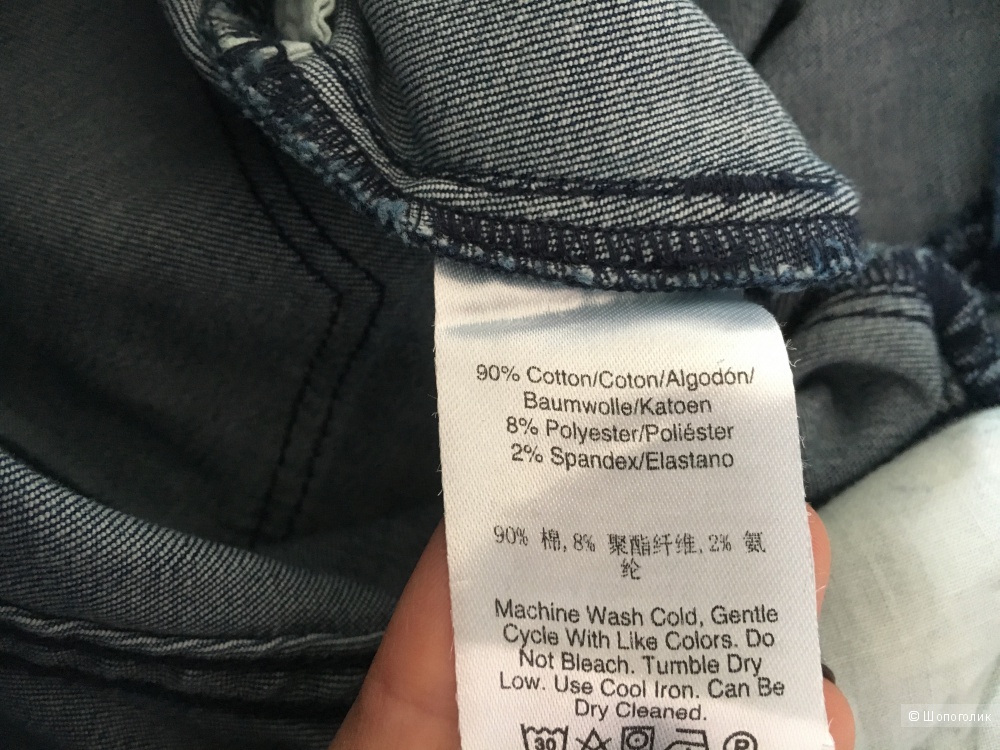 90% Cotton/Coton/Algodón/
Baumwolle/Katoen
8% Polyester/Poliéster
2% Spandex/Elastano
90% 棉,8% 聚酯纤维,2% 氨
纶
Machine Wash Cold, Gentle
Cycle With Like Colors. Do
Not Bleach. Tumble Dry
Low. Use Cool Iron. Can Be
Dry Cleaned.
30 P
© Шопоголик